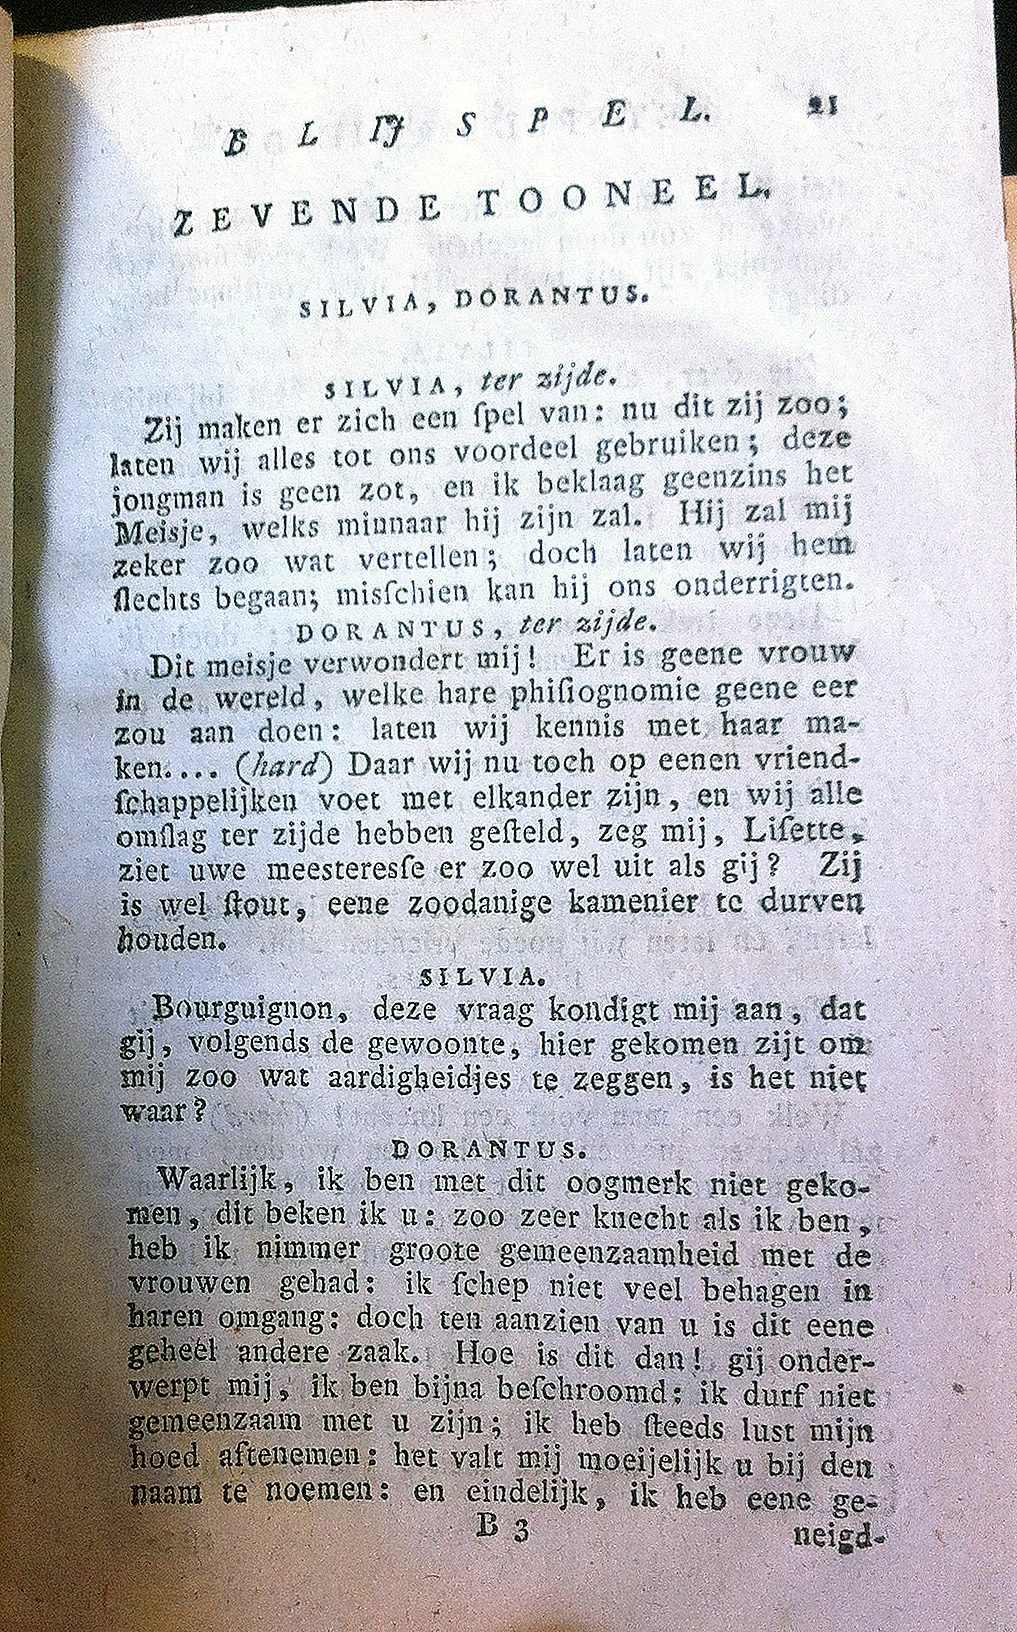 BLIJSPEL. 21
ZEVENDE TOONEEL.
SILVIA, DORANTUS.
SILVIA, ter zijde.
Zij maken er zich een ſpel van: nu dit zij zoo;
laten wij alles tot ons voordeel gebruiken; deze
jongman is geen zot, en ik beklaag geenzins het
Meisje, welks minnaar hij zijn zal. Hij zal mij
zeker zoo wat vertellen; doch laten wij hem
ſlechts begaan; misſchien kan hij ons onderrigten.
DORANTUS, ter zijde.
Dit meisje verwondert mij! Er is geene vrouw
in de wereld, welke hare phiſiognomie geene eer
zou aan doen: laten wij kennis met haar ma-
ken.... (hard) Daar wij nu toch op eenen vriend-
ſchappelijken voet met elkander zijn, en wij alle
omſlag ter zijde hebben geſteld, zeg mij, Liſette,
ziet uwe meesteresſe er zoo wel uit als gij? Zij
is wel ſtout, eene zoodanige kamenier te durven
houden.
SILVIA.
Bourguignon, deze vraag kondigt mij aan, dat
gij, volgends de gewoonte, hier gekomen zijt om
mij zoo wat aardigheidjes te zeggen, is het niet
waar?
DORANTUS.
Waarlijk, ik ben met dit oogmerk niet geko-
men, dit beken ik u: zoo zeer knecht als ik ben,
heb ik nimmer groote gemeenzaamheid met de
vrouwen gehad: ik ſchep niet veel behagen in
haren omgang: doch ten aanzien van u is dit eene
geheel andere zaak. Hoe is dit dan! gij onder-
werpt mij, ik ben bijna beſchroomd: ik durf niet
gemeenzaam met u zijn; ik heb ſteeds lust mijn
hoed aftenemen: het valt mij moeijelijk u bij den
naam te noemen: en eindelijk, ik heb eene ge-
B 3 neigd-